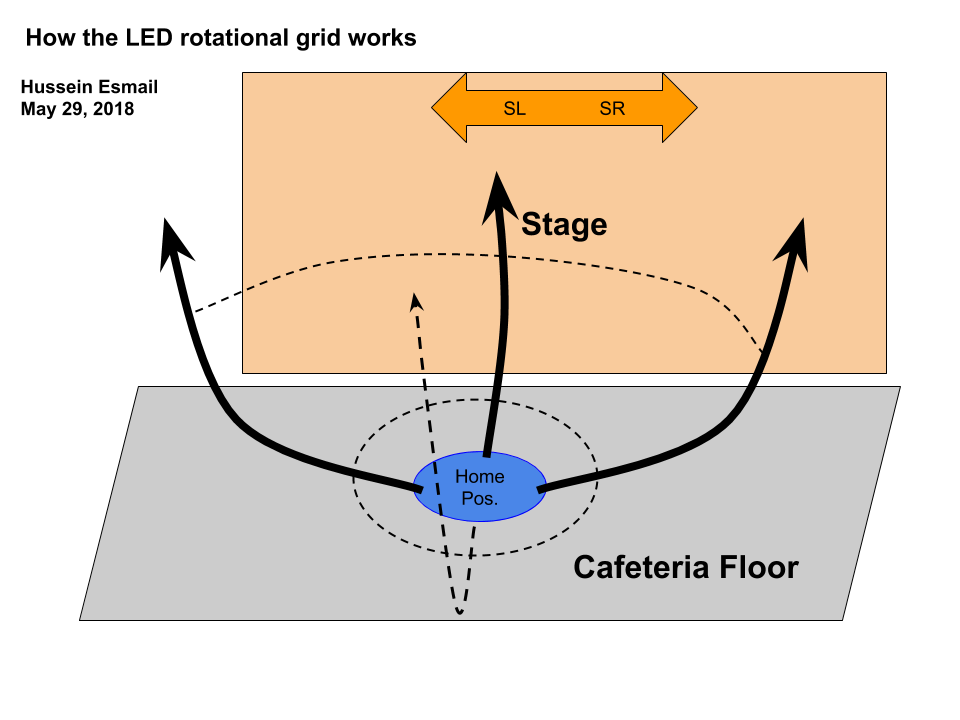 How the LED rotational grid works
Hussein Esmail
May 29, 2018
SL SR
Stage
Home
Pos.
Cafeteria Floor